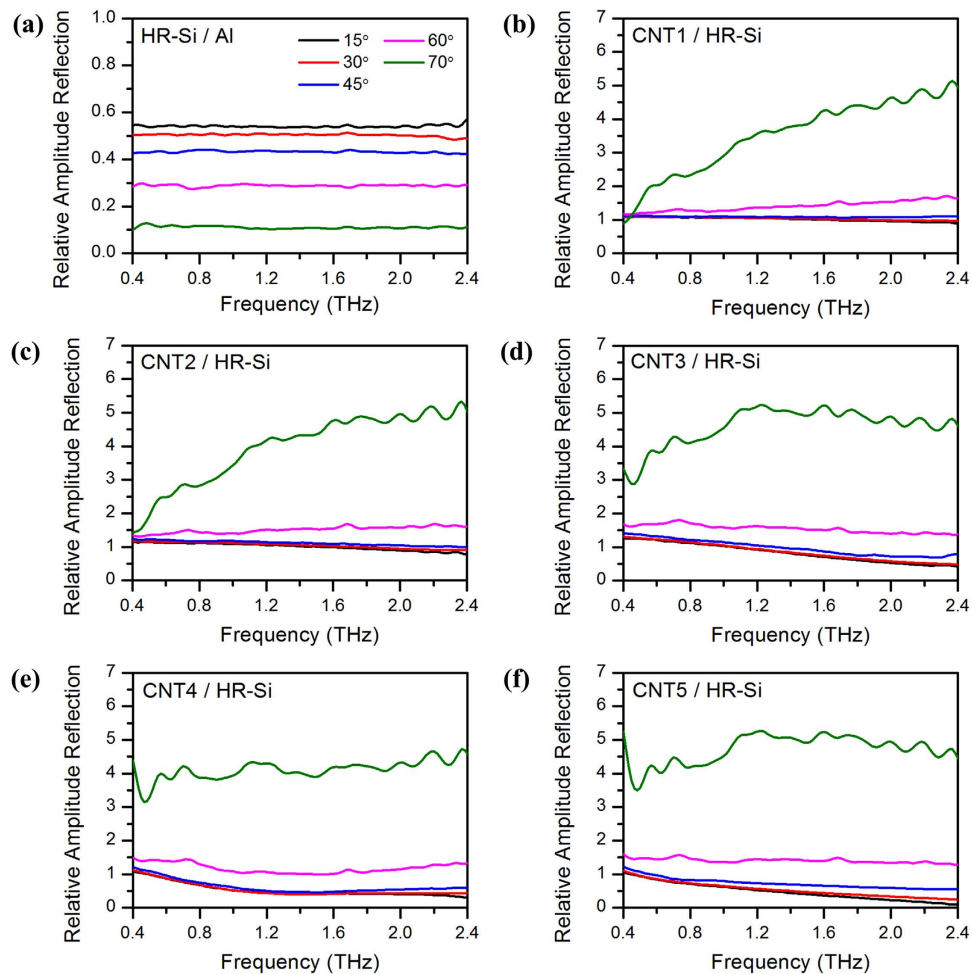 (a)
HR-Si / Al
15° 60°
30° 70°
45°
Relative Amplitude Reflection
1.0
0.8
0.6
0.4
0.2
0.0
0.4 0.8 1.2 1.6 2.0 2.4
Frequency (THz)
(b)
CNT1 / HR-Si
Relative Amplitude Reflection
7
6
5
4
3
2
1
0
0.4 0.8 1.2 1.6 2.0 2.4
Frequency (THz)
(c)
CNT2 / HR-Si
Relative Amplitude Reflection
7
6
5
4
3
2
1
0
0.4 0.8 1.2 1.6 2.0 2.4
Frequency (THz)
(d)
CNT3 / HR-Si
Relative Amplitude Reflection
7
6
5
4
3
2
1
0
0.4 0.8 1.2 1.6 2.0 2.4
Frequency (THz)
(e)
CNT4 / HR-Si
Relative Amplitude Reflection
7
6
5
4
3
2
1
0
0.4 0.8 1.2 1.6 2.0 2.4
Frequency (THz)
(f)
CNT5 / HR-Si
Relative Amplitude Reflection
7
6
5
4
3
2
1
0
0.4 0.8 1.2 1.6 2.0 2.4
Frequency (THz)